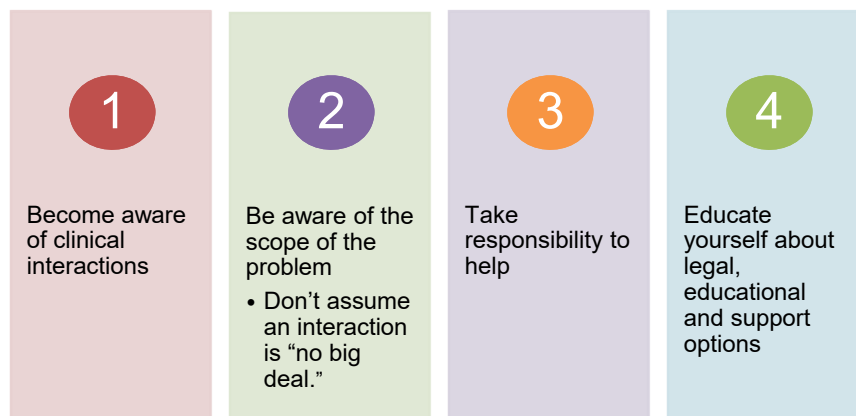 1
Become aware
of clinical
interactions
2
Be aware of the
scope of the
problem
• Don’t assume
an interaction
is “no big
deal.”
3
Take
responsibility to
help
4
Educate
yourself about
legal,
educational
and support
options